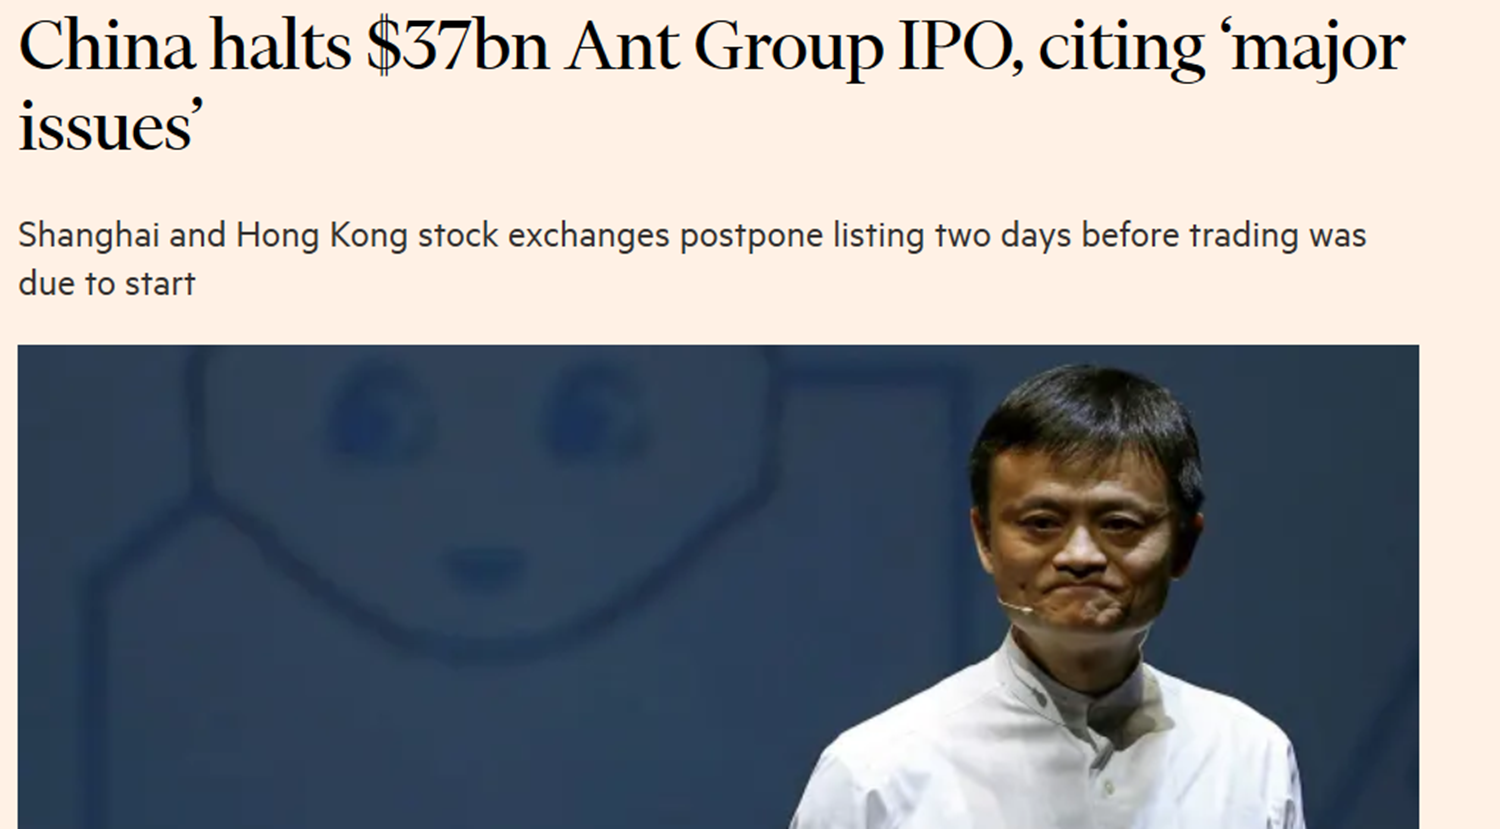 China halts $37bn Ant Group IPO, citing ‘major
issues’
Shanghai and Hong Kong stock exchanges postpone listing two days before trading was
due to start